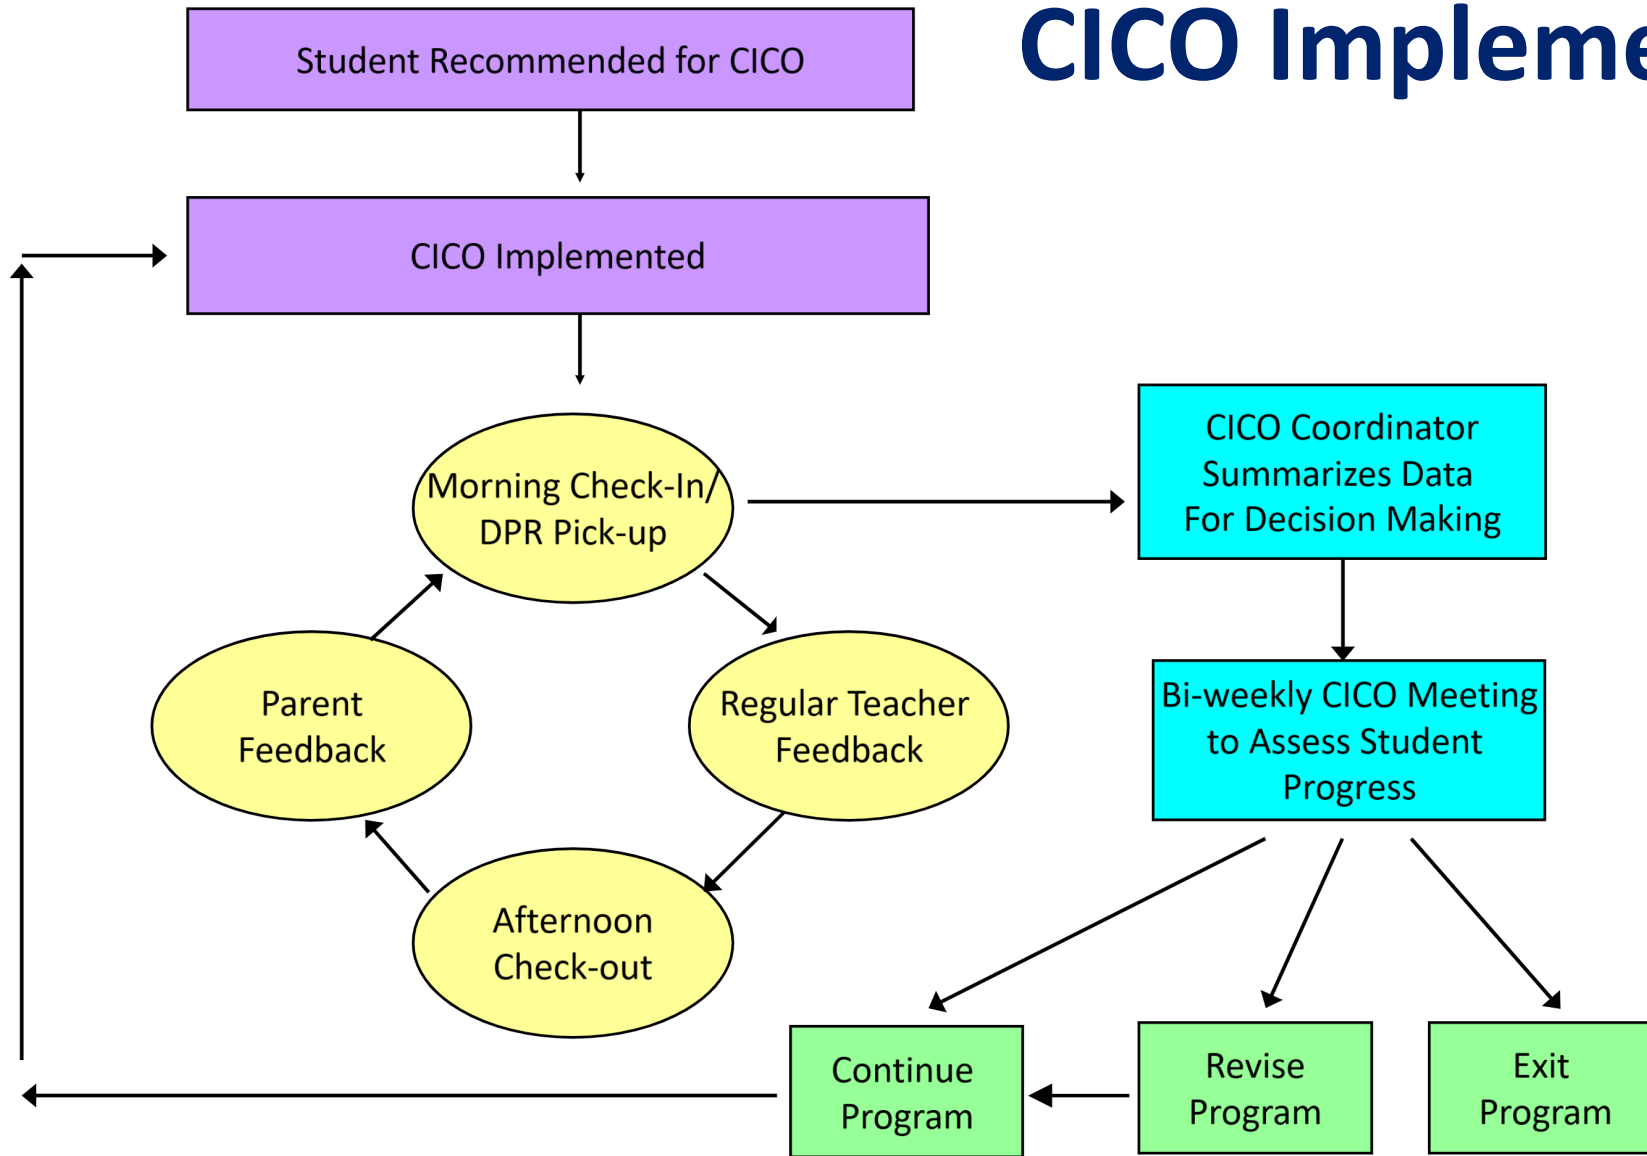 CICO Impleme
Student Recommended for CICO
CICO Implemented
Morning Check-In/
DPR Pick-up
CICO Coordinator
Summarizes Data
For Decision Making
Parent
Feedback
Regular Teacher
Feedback
Bi-weekly CICO Meeting
to Assess Student
Progress
Afternoon
Check-out
Continue
Program
Revise
Program
Exit
Program